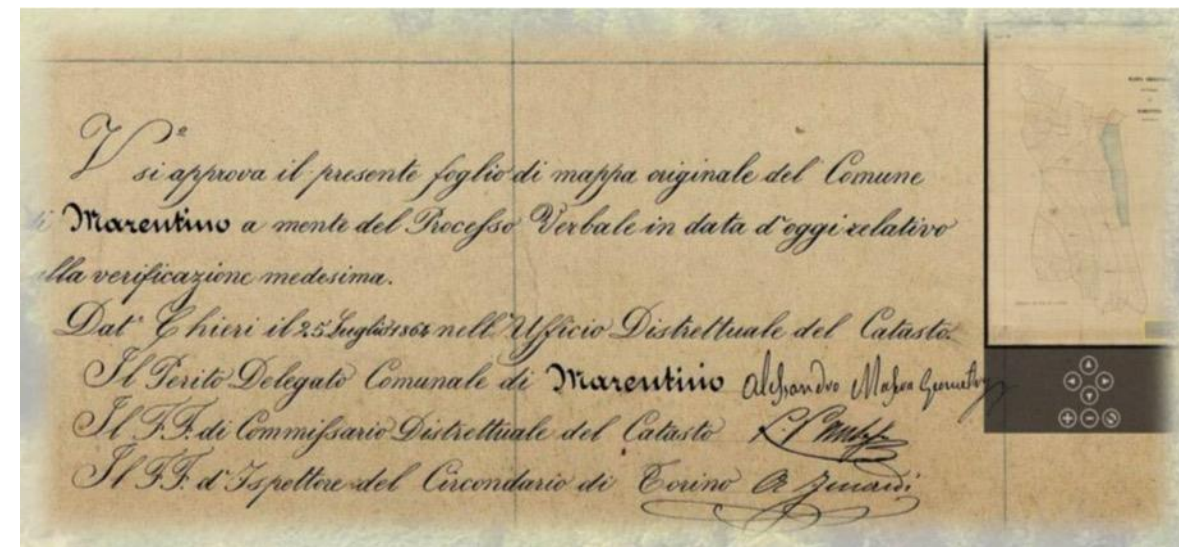 V°
si approva il presente foglio di mappa originale del Comune
di Marentino a mente del Processo Verbale in data d'oggi relativo
alla verificazione medesima.
Dat° Chieri il 25 Luglio 1864 nell'Ufficio Distrettuale del Catasto.
Il Perito Delegato Comunale di Marentino Alessandro
Il F.F. di Commissario Distrettuale del Catasto
Il F.F. d'Ispettore del Circondario di Torino